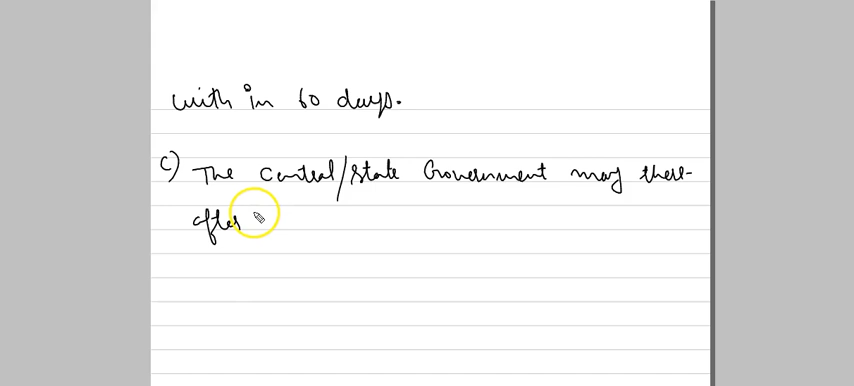 with in 60 days.
c) The Central/State Government may there-
after